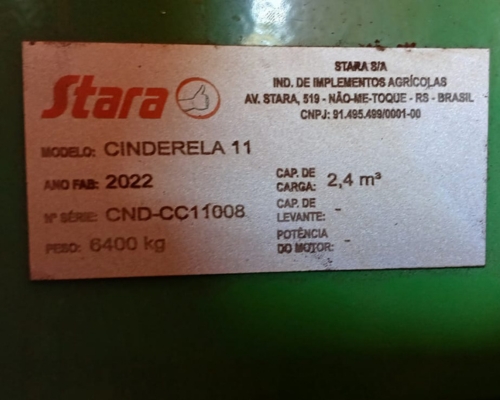 Stara
STARA S/A
IND. DE IMPLEMENTOS AGRÍCOLAS
AV. STARA, 519 - NÃO-ME-TOQUE - RS - BRASIL
CNPJ: 91.495.499/0001-00
MODELO: CINDERELA 11
ANO FAB: 2022
CAP. DE CARGA: 2,4 m³
Nº SÉRIE: CND-CC11008
CAP. DE LEVANTE: -
PESO: 6400 kg
POTÊNCIA DO MOTOR: -